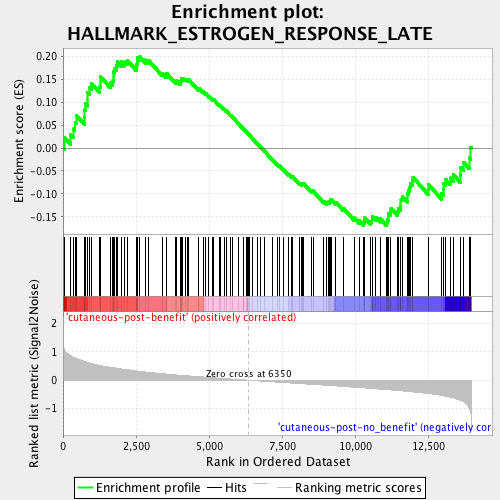 Enrichment plot:
HALLMARK_ESTROGEN_RESPONSE_LATE
Enrichment score (ES)
0.20
0.15
0.10
0.05
0.00
-0.05
-0.10
-0.15
'cutaneous-post-benefit' (positively correlated)
Ranked list metric (Signal2Noise)
2
1
0
-1
Zero cross at 6350
'cutaneous-post-no_benefit' (negatively cor
0
2,500
5,000
7,500
10,000
12,500
Rank in Ordered Dataset
Enrichment profile
Hits
Ranking metric scores